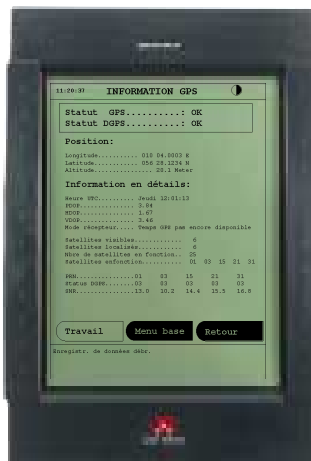 11:20:37 INFORMATION GPS
Statut GPS..........: OK
Statut DGPS..........: OK
Position:
Longitude........... 010 04.0003 E
Latitude............ 056 28.1234 N
Altitude............... 28.1 Meter
Information en détails:
Heure UTC............ Jeudi 12:01:13
PDOP................. 3.84
HDOP................. 1.67
VDOP................. 3.46
Mode récepteur.... Temps GPS pas encore disponible
Satellites visibles............ 6
Satellites localisés........... 6
Nbre de satellites en fonction.. 25
Satellites enfonction.......... 01 03 15 21 31
PRN................01 03 15 21 31
Status DGPS........03 03 03 03 03
SNR................13.0 10.2 14.4 15.5 16.8
Travail Menu base Retour
Enregistr. de données débr.